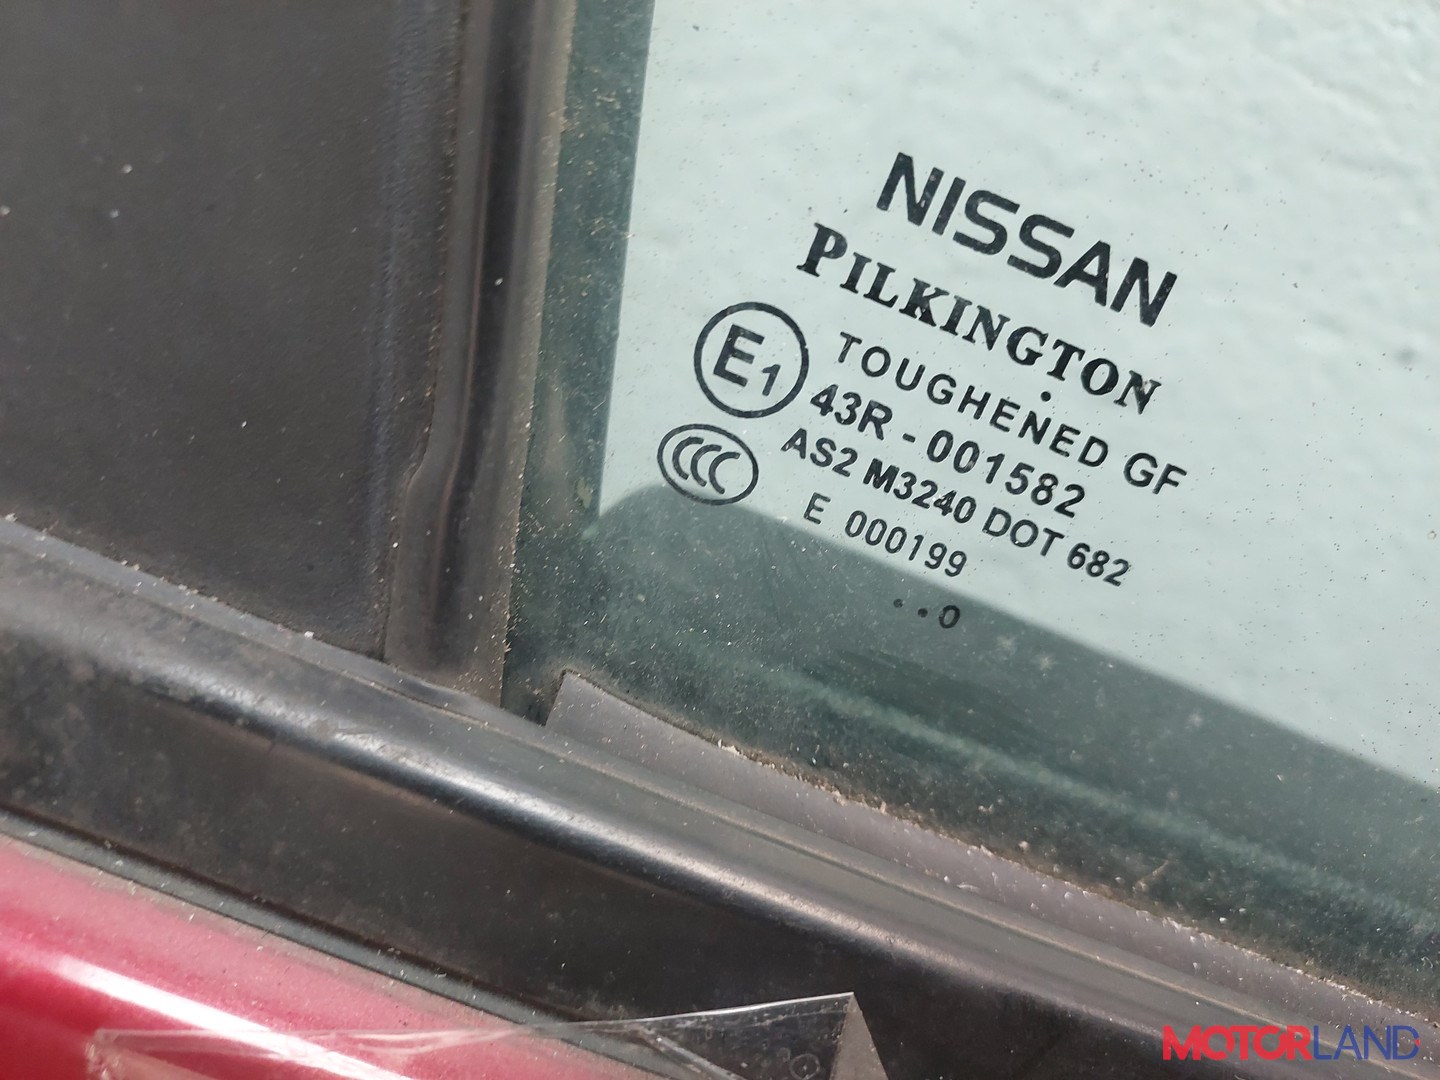 NISSAN
PILKINGTON
TOUGHENED GF
E1 43R - 001582
CCC AS2 M3240 DOT 682
E 000199
..0
MOTORLAND